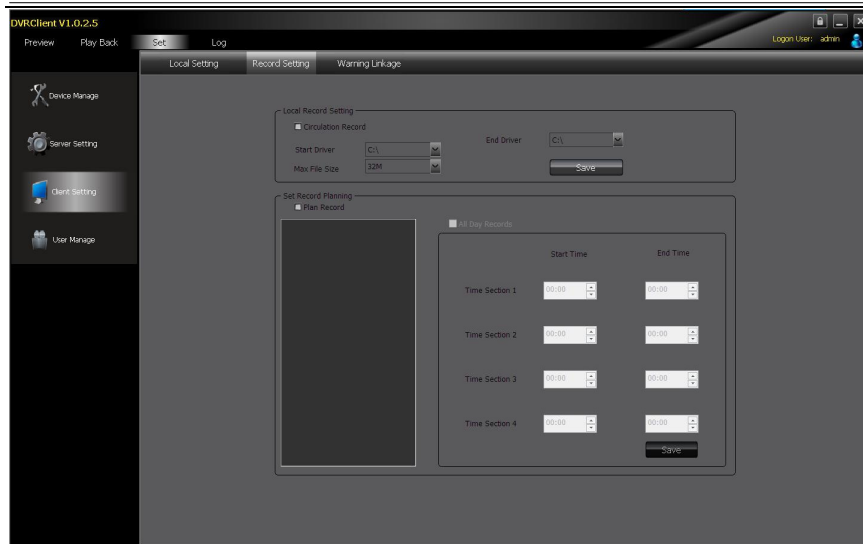 DVRClient V1.0.2.5
Preview Play Back Set Log
Logon User: admin
Local Setting Record Setting Warning Linkage
Device Manage
Server Setting
Client Setting
User Manage
Local Record Setting
Circulation Record
Start Driver C:\ End Driver C:\
Max File Size 32M Save
Set Record Planning
Plan Record
All Day Records
Start Time End Time
Time Section 1 00:00 00:00
Time Section 2 00:00 00:00
Time Section 3 00:00 00:00
Time Section 4 00:00 00:00
Save